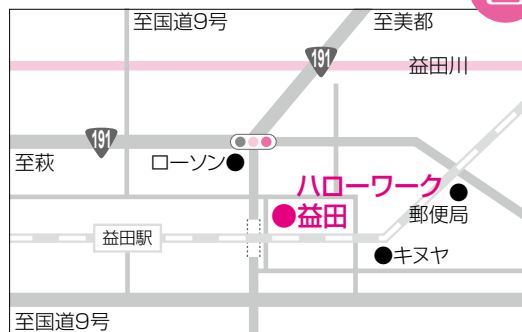 至国道9号
至美都
191
益田川
191
至萩
ローソン
ハローワーク
益田
郵便局
益田駅
キヌヤ
至国道9号